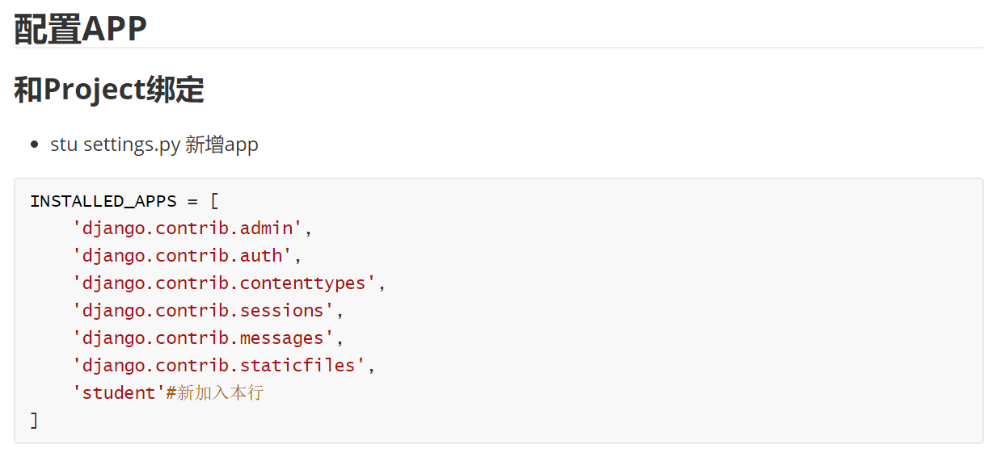 配置APP
和Project绑定
stu settings.py 新增app
INSTALLED_APPS = [
    'django.contrib.admin',
    'django.contrib.auth',
    'django.contrib.contenttypes',
    'django.contrib.sessions',
    'django.contrib.messages',
    'django.contrib.staticfiles',
    'student'#新加入本行
]